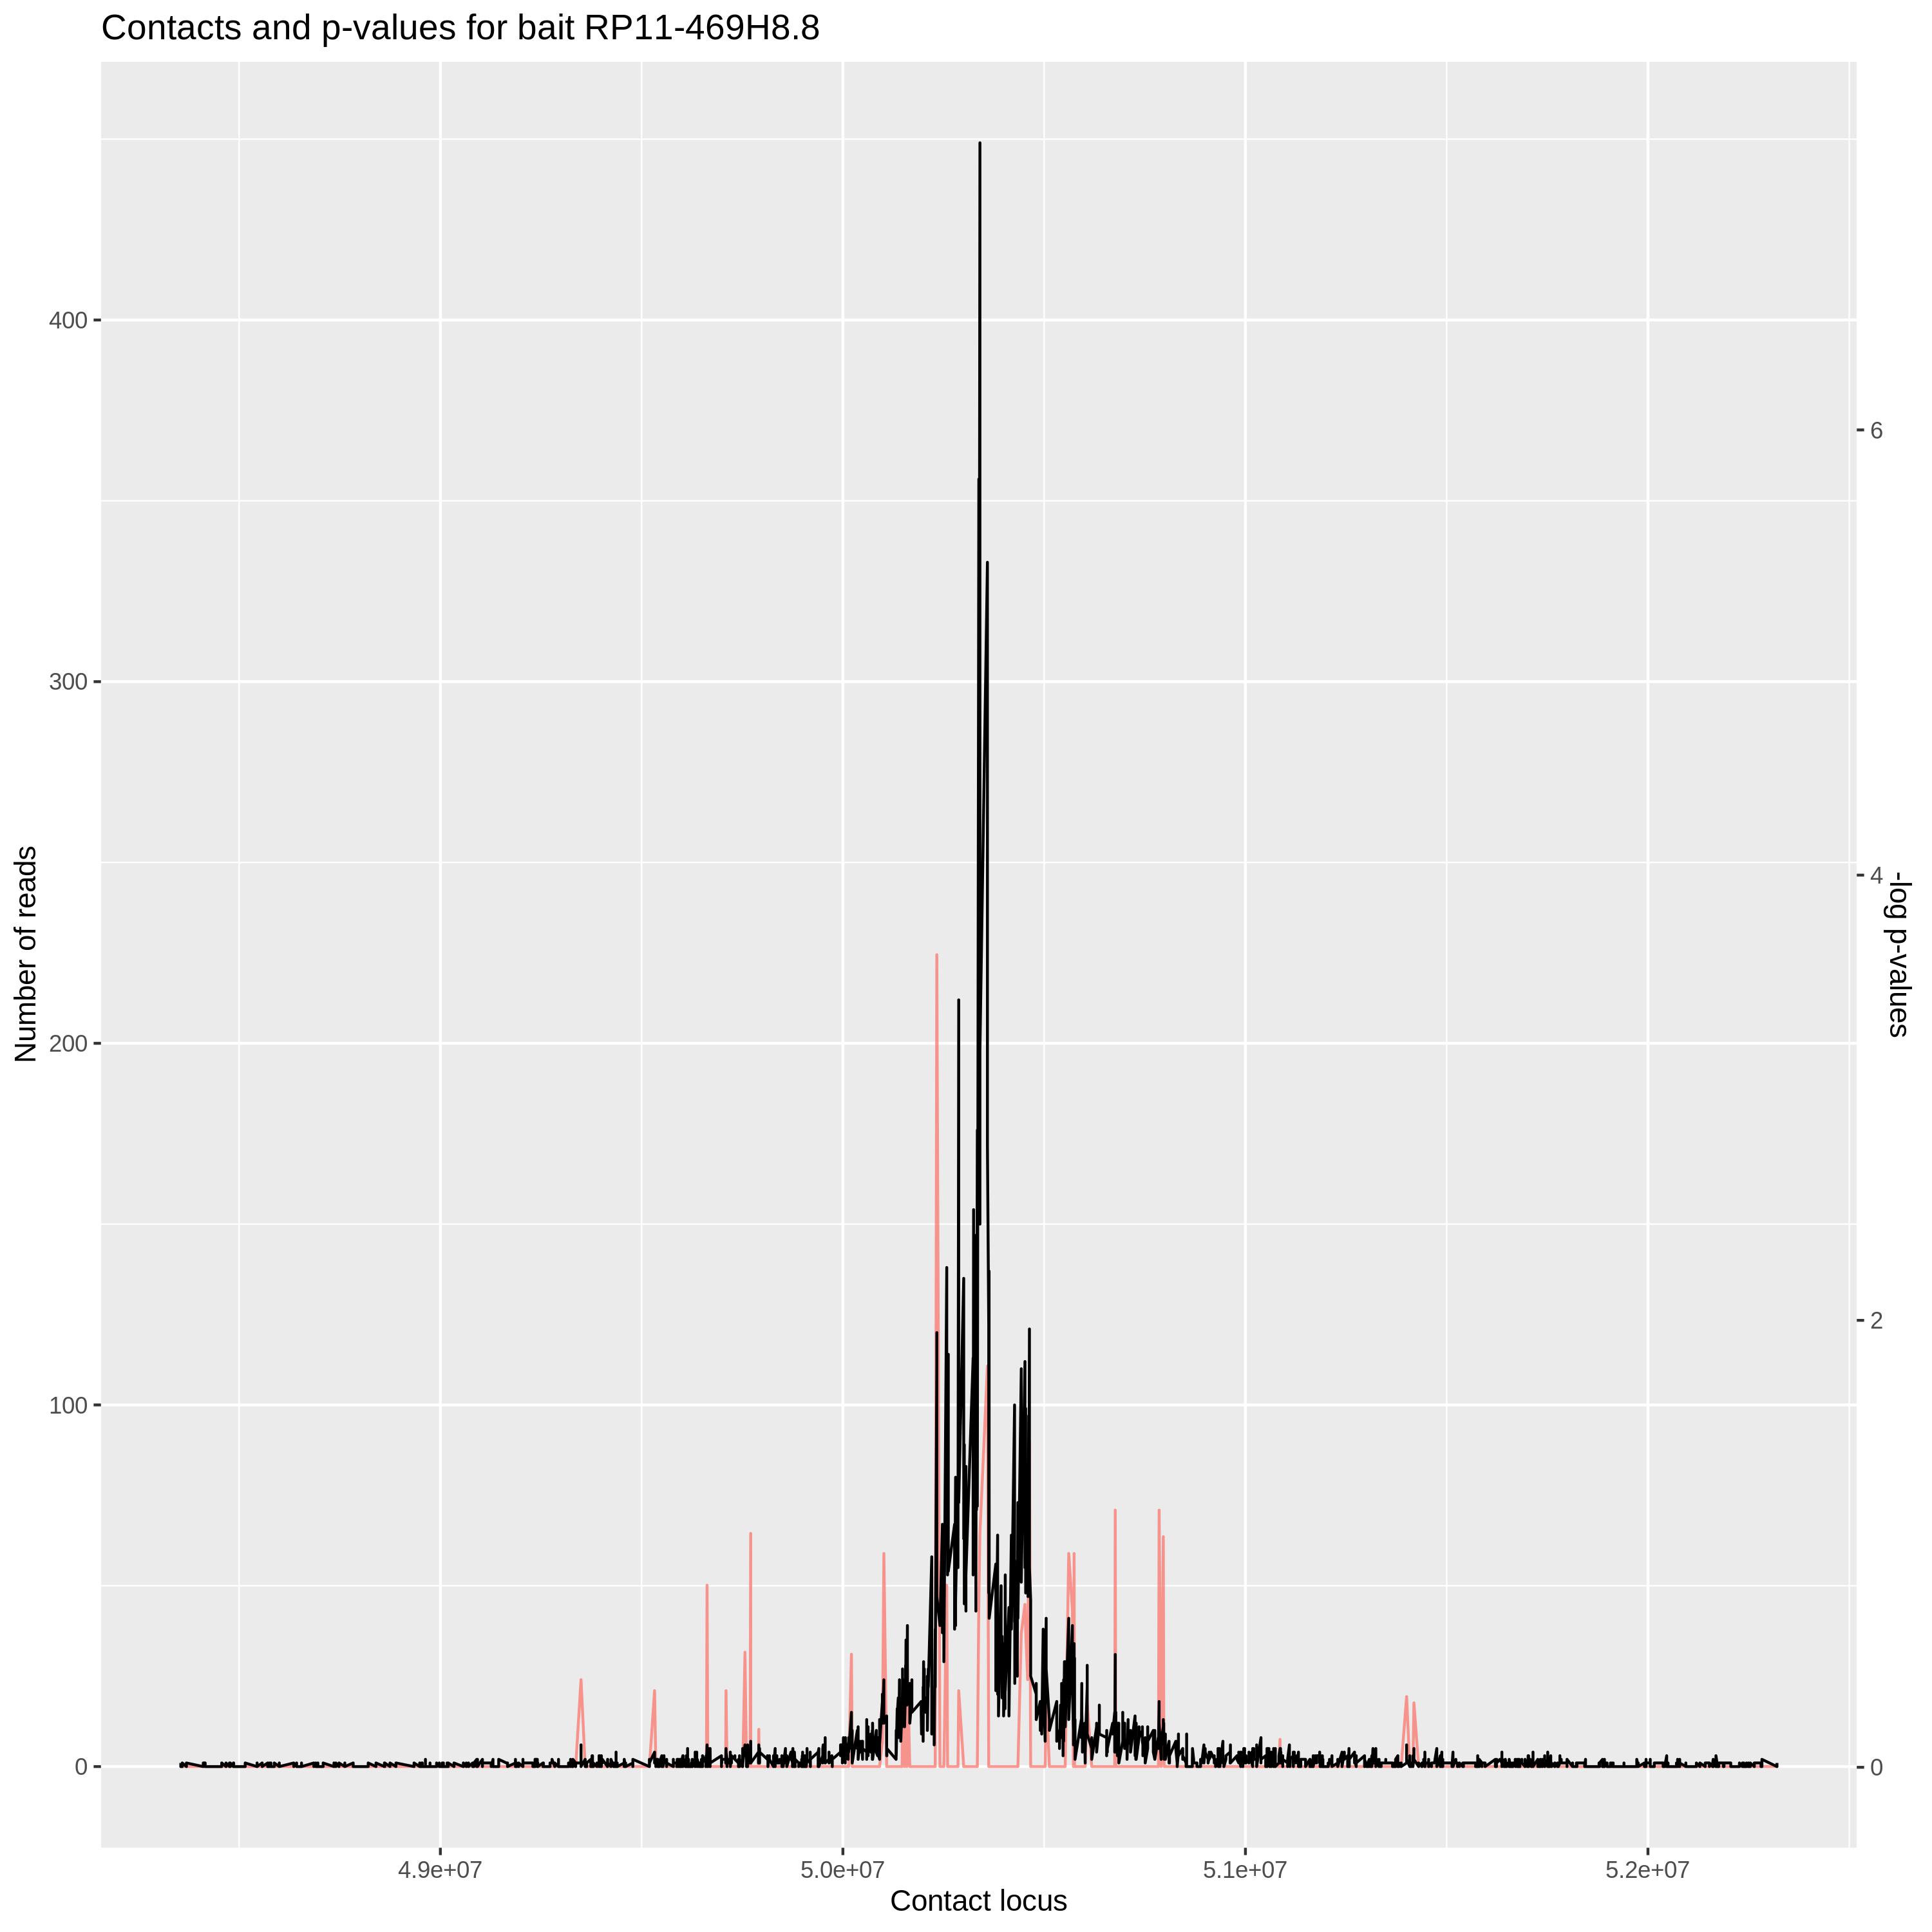 Contacts and p-values for bait RP11-469H8.8
Number of reads
400
300
200
100
0
6
4
2
0
-log p-values
4.9e+07
5.0e+07
5.1e+07
5.2e+07
Contact locus